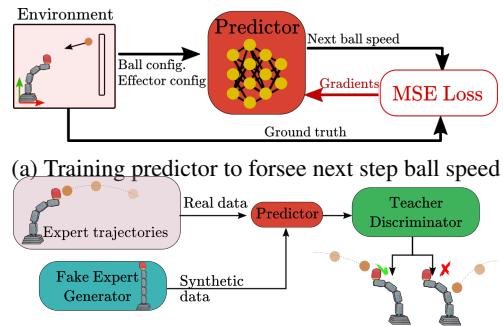 Environment
Predictor
Next ball speed
Ball config.
Effector config
Gradients
MSE Loss
Ground truth
(a) Training predictor to forsee next step ball speed
Real data
Expert trajectories
Predictor
Teacher
Discriminator
Fake Expert
Generator
Synthetic
data